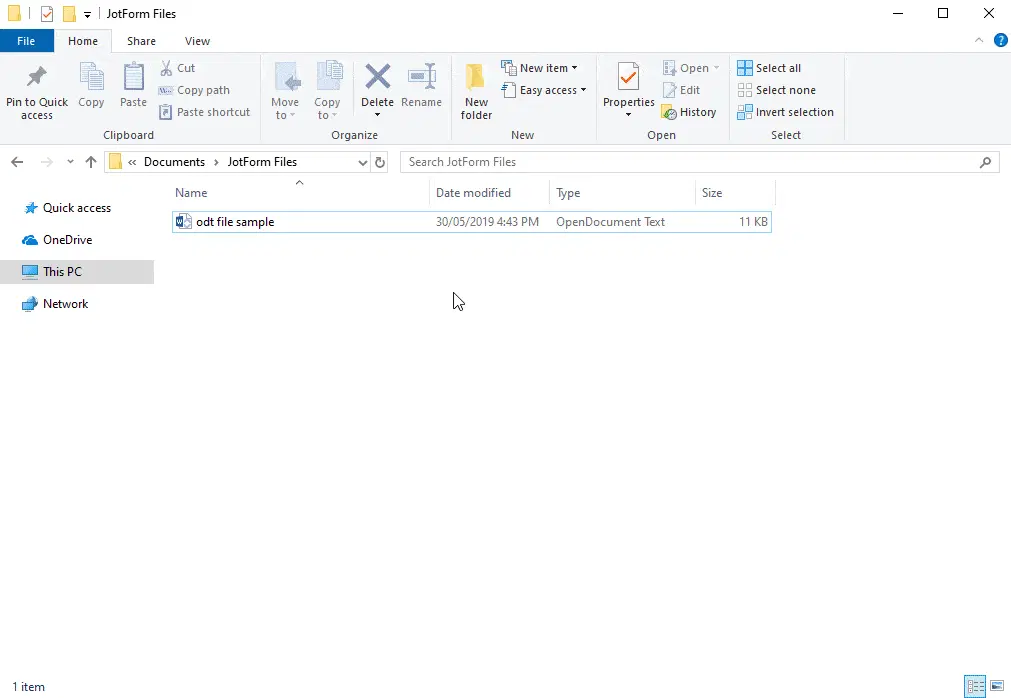 JotForm Files
File Home Share View
Pin to Quick access
Copy
Paste
Cut
Copy path
Paste shortcut
Clipboard
Move to
Copy to
Delete
Rename
Organize
New folder
New item
Easy access
New
Properties
Open
Edit
History
Open
Select all
Select none
Invert selection
Select
« Documents › JotForm Files
Search JotForm Files
Name Date modified Type Size
odt file sample 30/05/2019 4:43 PM OpenDocument Text 11 KB
Quick access
OneDrive
This PC
Network
1 item